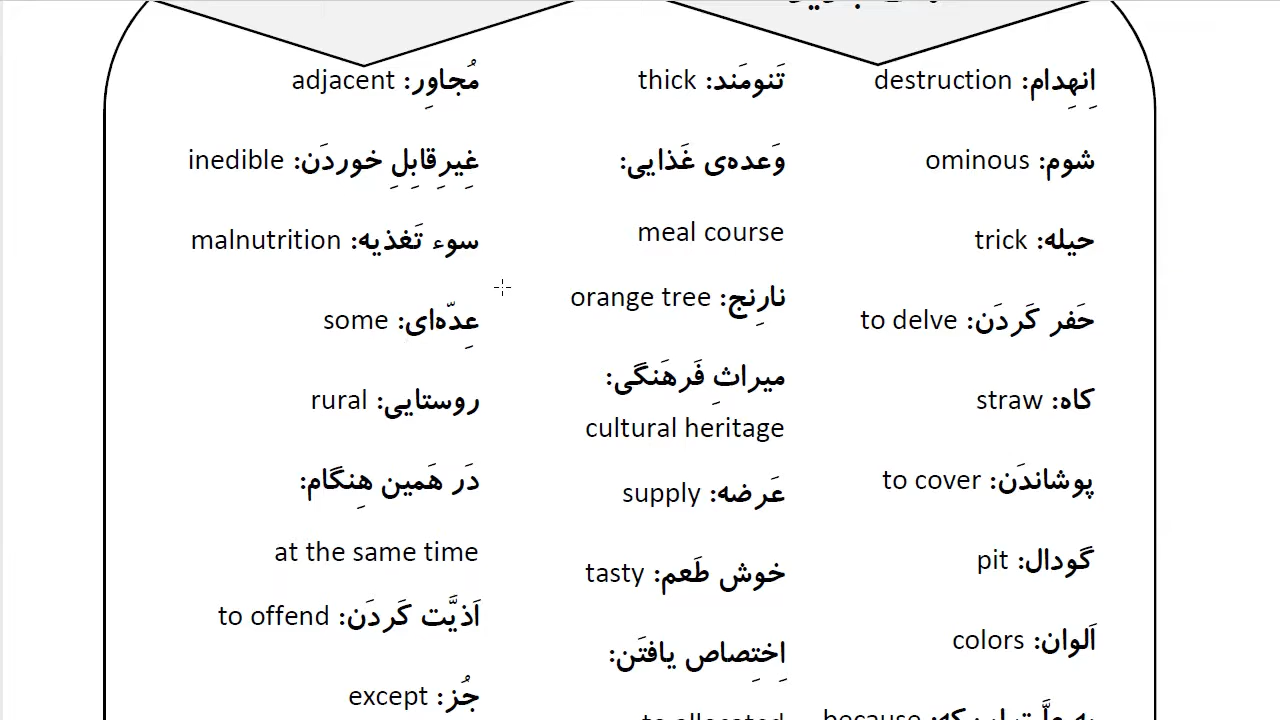 اِنهِدام: destruction
شوم: ominous
حیله: trick
حَفر کَردَن: to delve
کاه: straw
پوشاندَن: to cover
گودال: pit
اَلوان: colors
تَنومَند: thick
وَعده‌ی غَذایی:
meal course
نارِنج: orange tree
میراثِ فَرهَنگی:
cultural heritage
عَرضه: supply
خوش طَعم: tasty
اِختِصاص یافتَن:
مُجاوِر: adjacent
غِیرِقابِلِ خوردَن: inedible
سوء تَغذیه: malnutrition
عِدّه‌ای: some
روستایی: rural
دَر هَمین هِنگام:
at the same time
اَذیَّت کَردَن: to offend
جُز: except